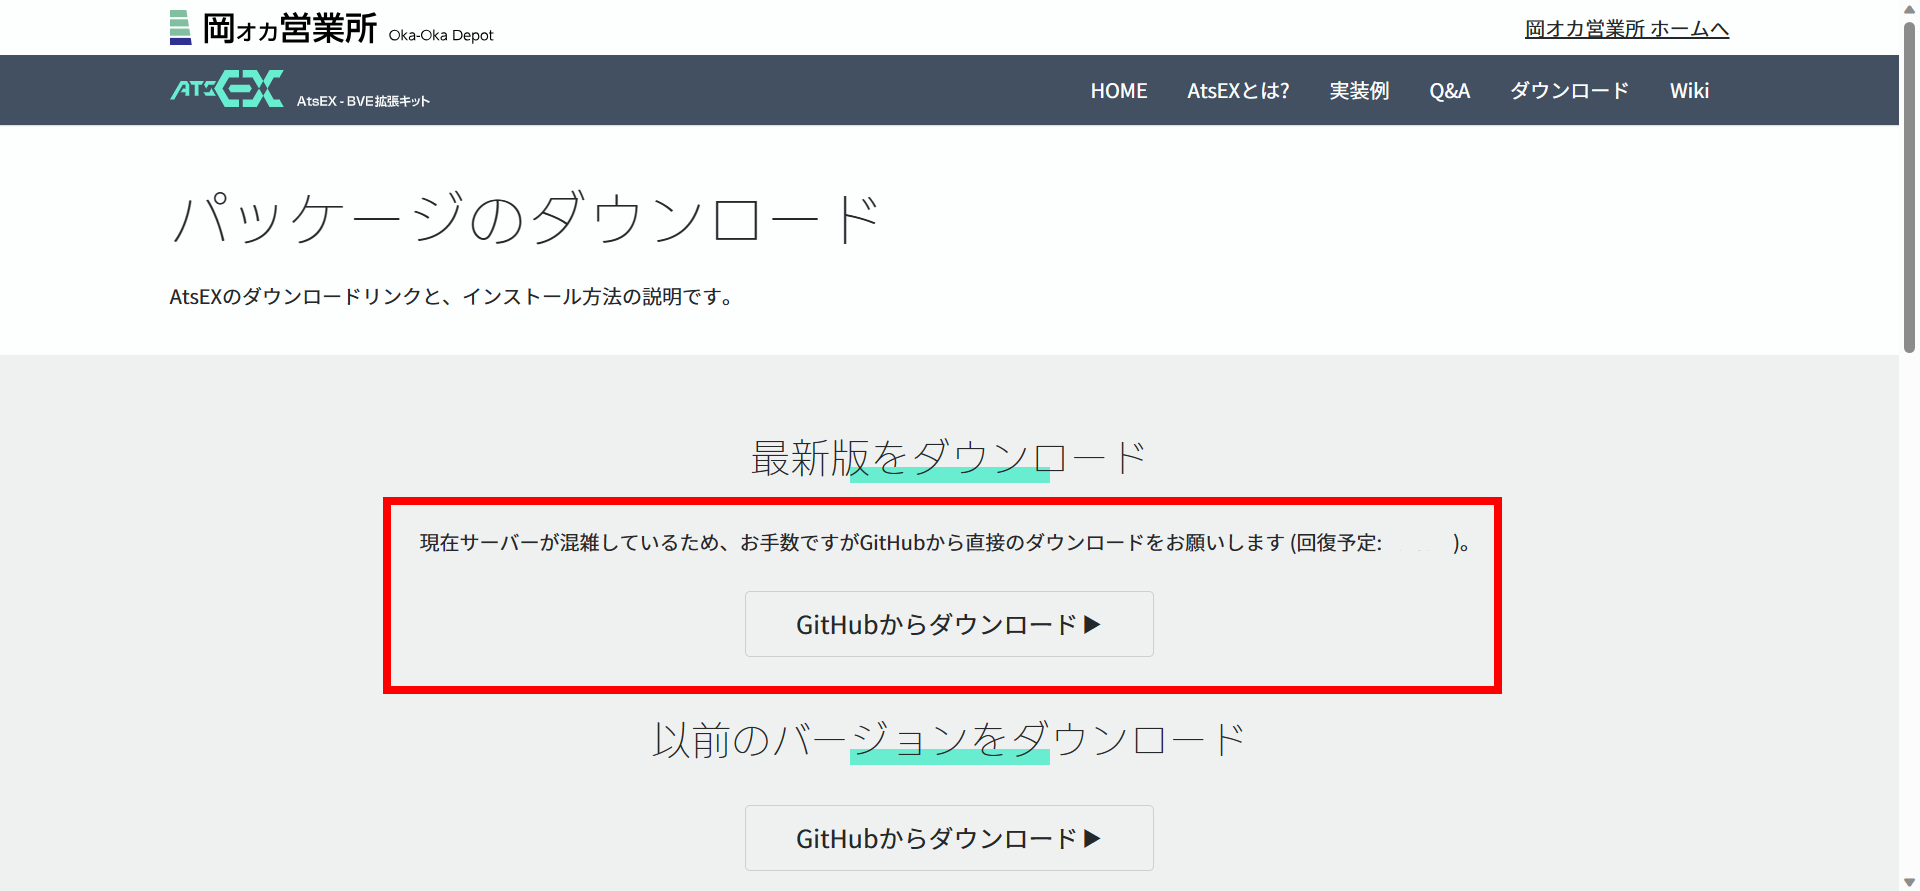 岡オカ営業所 Oka-Oka Depot
岡オカ営業所 ホームへ
ATSEX AtsEX - BVE拡張キット
HOME AtsEXとは? 実装例 Q&A ダウンロード Wiki
パッケージのダウンロード
AtsEXのダウンロードリンクと、インストール方法の説明です。
最新版をダウンロード
現在サーバーが混雑しているため、お手数ですがGitHubから直接のダウンロードをお願いします (回復予定: )。
GitHubからダウンロード▶
以前のバージョンをダウンロード
GitHubからダウンロード▶